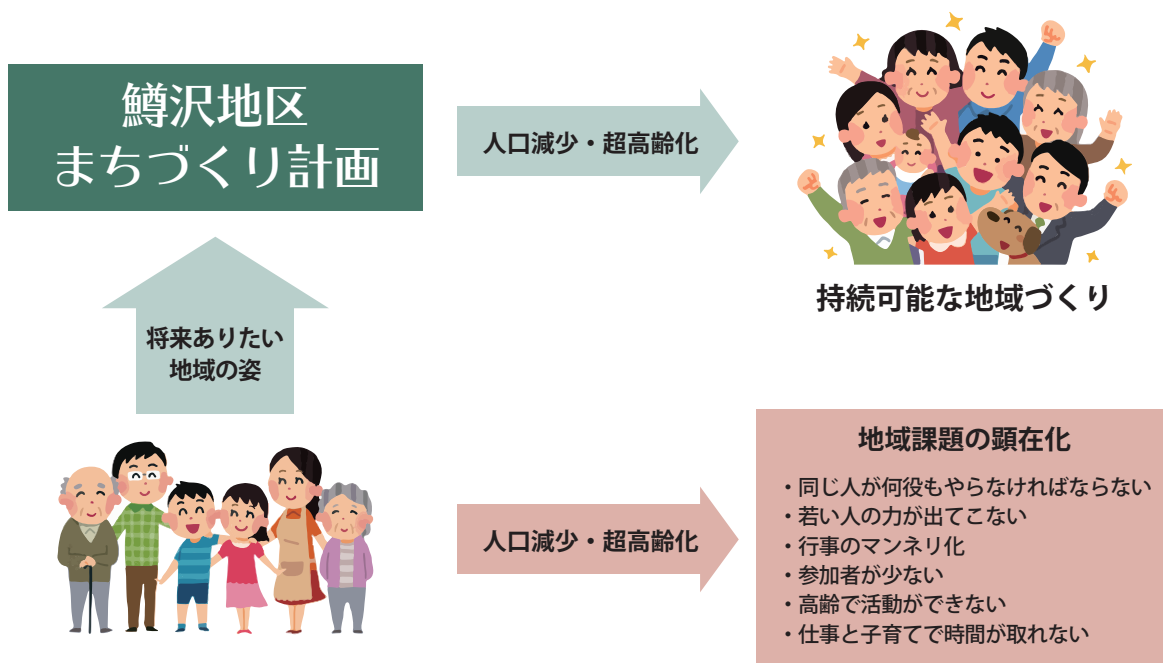 鱒沢地区
まちづくり計画
人口減少・超高齢化
持続可能な地域づくり
将来ありたい
地域の姿
人口減少・超高齢化
地域課題の顕在化
・同じ人が何役もやらなければならない
・若い人の力が出てこない
・行事のマンネリ化
・参加者が少ない
・高齢で活動ができない
・仕事と子育てで時間が取れない